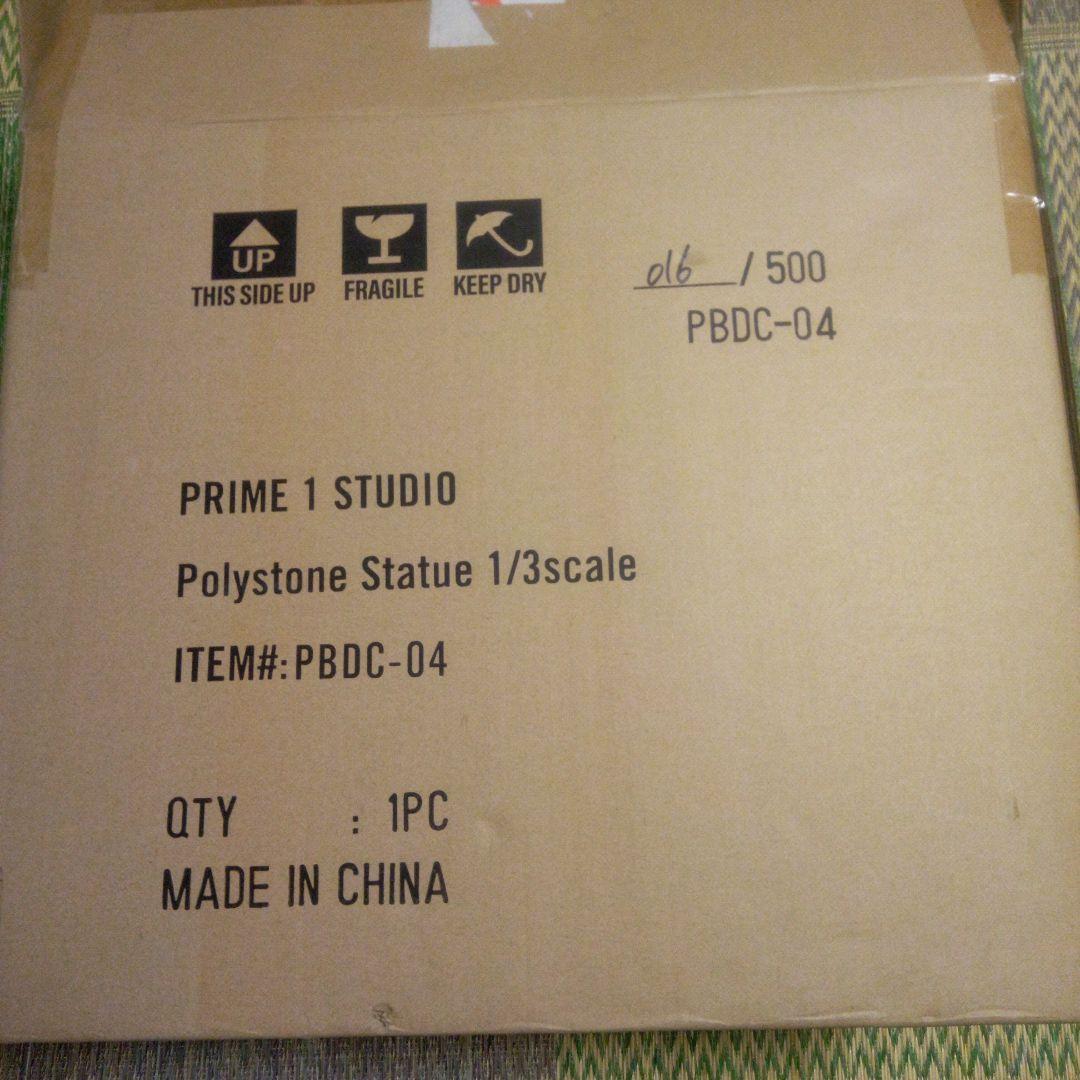 UP
THIS SIDE UP
FRAGILE
KEEP DRY
016 / 500
PBDC-04
PRIME 1 STUDIO
Polystone Statue 1/3scale
ITEM#:PBDC-04
QTY : 1PC
MADE IN CHINA